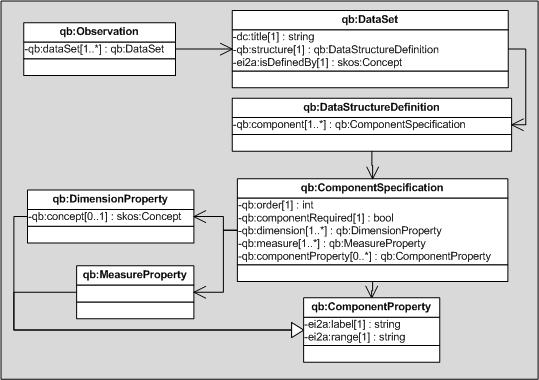 qb:Observation
-qb:dataSet[1..*] : qb:DataSet
qb:DataSet
-dc:title[1] : string
-qb:structure[1] : qb:DataStructureDefinition
-ei2a:isDefinedBy[1] : skos:Concept
qb:DataStructureDefinition
-qb:component[1..*] : qb:ComponentSpecification
qb:ComponentSpecification
-qb:order[1] : int
-qb:componentRequired[1] : bool
-qb:dimension[1..*] : qb:DimensionProperty
-qb:measure[1..*] : qb:MeasureProperty
-qb:componentProperty[0..*] : qb:ComponentProperty
qb:DimensionProperty
-qb:concept[0..1] : skos:Concept
qb:MeasureProperty
qb:ComponentProperty
-ei2a:label[1] : string
-ei2a:range[1] : string